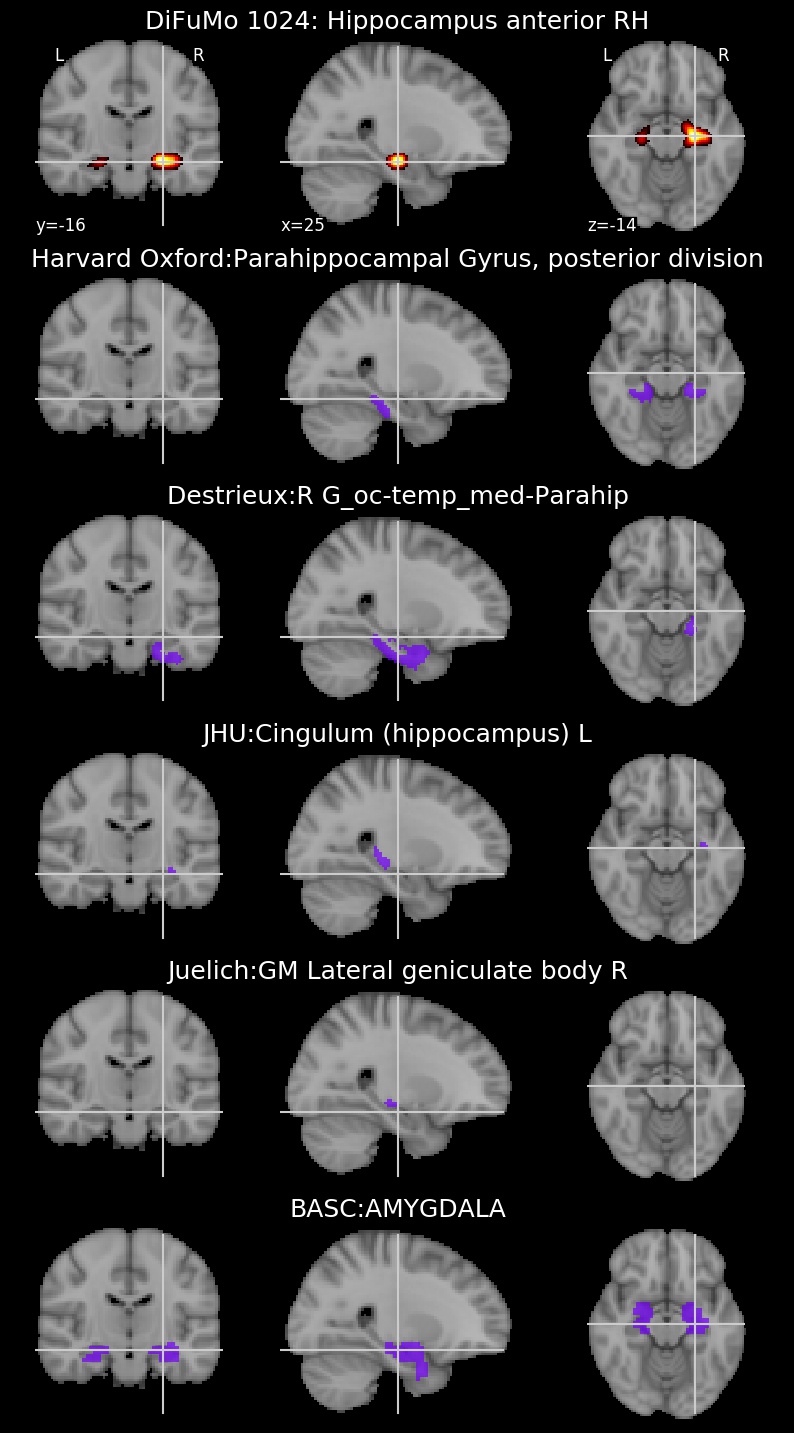 DiFuMo 1024: Hippocampus anterior RH
L R L R
y=-16 x=25 z=-14
Harvard Oxford:Parahippocampal Gyrus, posterior division
Destrieux:R G_oc-temp_med-Parahip
JHU:Cingulum (hippocampus) L
Juelich:GM Lateral geniculate body R
BASC:AMYGDALA